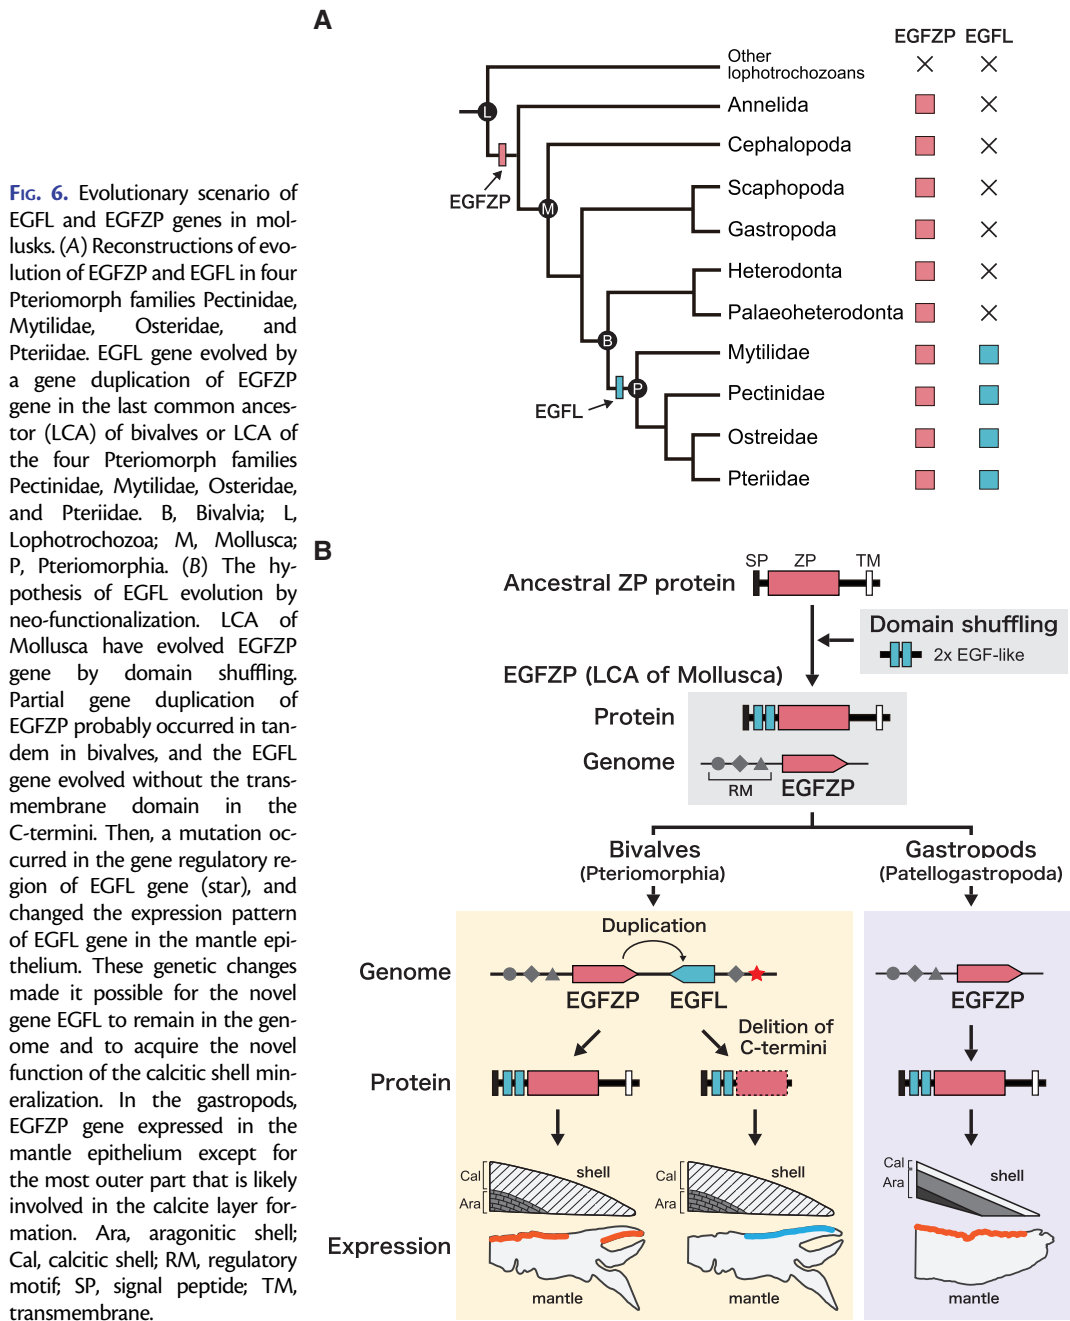 FIG. 6. Evolutionary scenario of
EGFL and EGFZP genes in mol-
lusks. (A) Reconstructions of evo-
lution of EGFZP and EGFL in four
Pteriomorph families Pectinidae,
Mytilidae, Osteridae, and
Pteriidae. EGFL gene evolved by
a gene duplication of EGFZP
gene in the last common ances-
tor (LCA) of bivalves or LCA of
the four Pteriomorph families
Pectinidae, Mytilidae, Osteridae,
and Pteriidae. B, Bivalvia; L,
Lophotrochozoa; M, Mollusca;
P, Pteriomorphia. (B) The hy-
pothesis of EGFL evolution by
neo-functionalization. LCA of
Mollusca have evolved EGFZP
gene by domain shuffling.
Partial gene duplication of
EGFZP probably occurred in tan-
dem in bivalves, and the EGFL
gene evolved without the trans-
membrane domain in the
C-termini. Then, a mutation oc-
curred in the gene regulatory re-
gion of EGFL gene (star), and
changed the expression pattern
of EGFL gene in the mantle epi-
thelium. These genetic changes
made it possible for the novel
gene EGFL to remain in the gen-
ome and to acquire the novel
function of the calcitic shell min-
eralization. In the gastropods,
EGFZP gene expressed in the
mantle epithelium except for
the most outer part that is likely
involved in the calcite layer for-
mation. Ara, aragonitic shell;
Cal, calcitic shell; RM, regulatory
motif; SP, signal peptide; TM,
transmembrane.
A
EGFZP EGFL
Other
lophotrochozoans
L
Annelida
Cephalopoda
EGFZP
M
Scaphopoda
Gastropoda
Heterodonta
Palaeoheterodonta
B
Mytilidae
P
EGFL
Pectinidae
Ostreidae
Pteriidae
B
SP ZP TM
Ancestral ZP protein
Domain shuffling
2x EGF-like
EGFZP (LCA of Mollusca)
Protein
Genome
RM EGFZP
Bivalves
(Pteriomorphia)
Gastropods
(Patellogastropoda)
Duplication
Genome
EGFZP EGFL
EGFZP
Delition of
C-termini
Protein
Cal shell
Ara
Cal shell
Ara
Cal shell
Ara
Expression
mantle
mantle
mantle